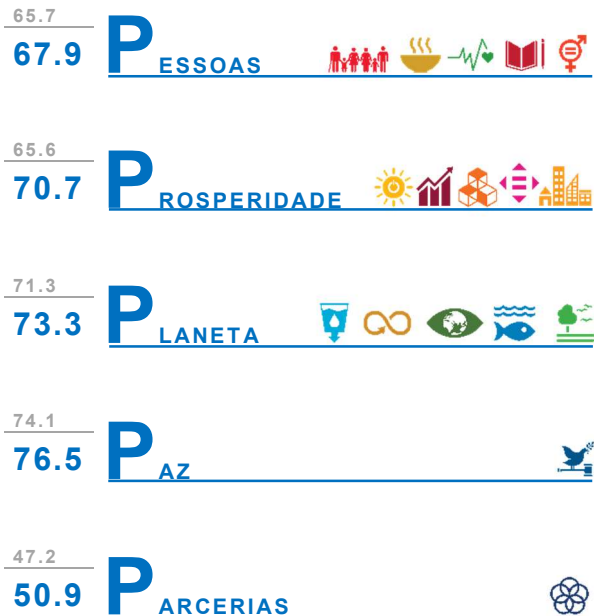 65.7
67.9 PESSOAS
65.6
70.7 PROSPERIDADE
71.3
73.3 PLANETA
74.1
76.5 PAZ
47.2
50.9 PARCERIAS